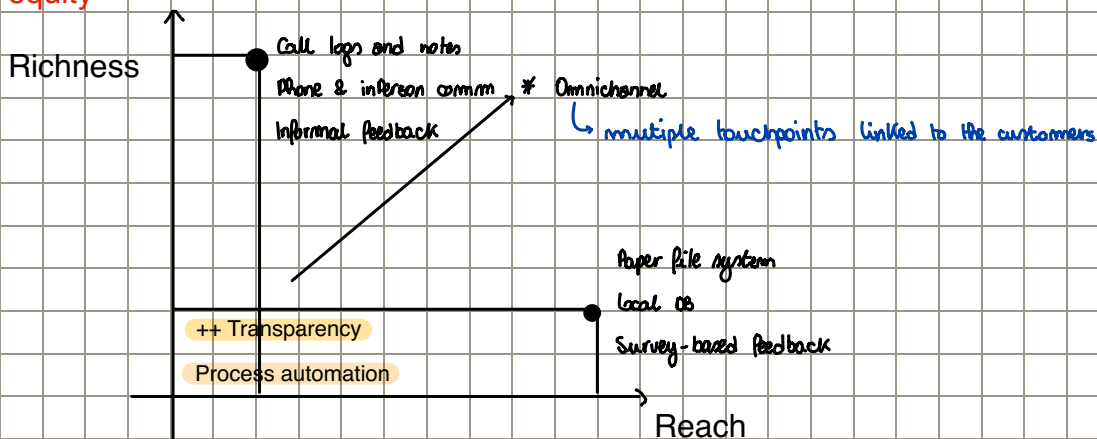 equity
Richness
Call logs and notes
Phone & inPerson comm * Omnichannel
Informal feedback
multiple touchpoints linked to the customers
Paper file system
Local DB
++ Transparency
Survey-based feedback
Process automation
Reach